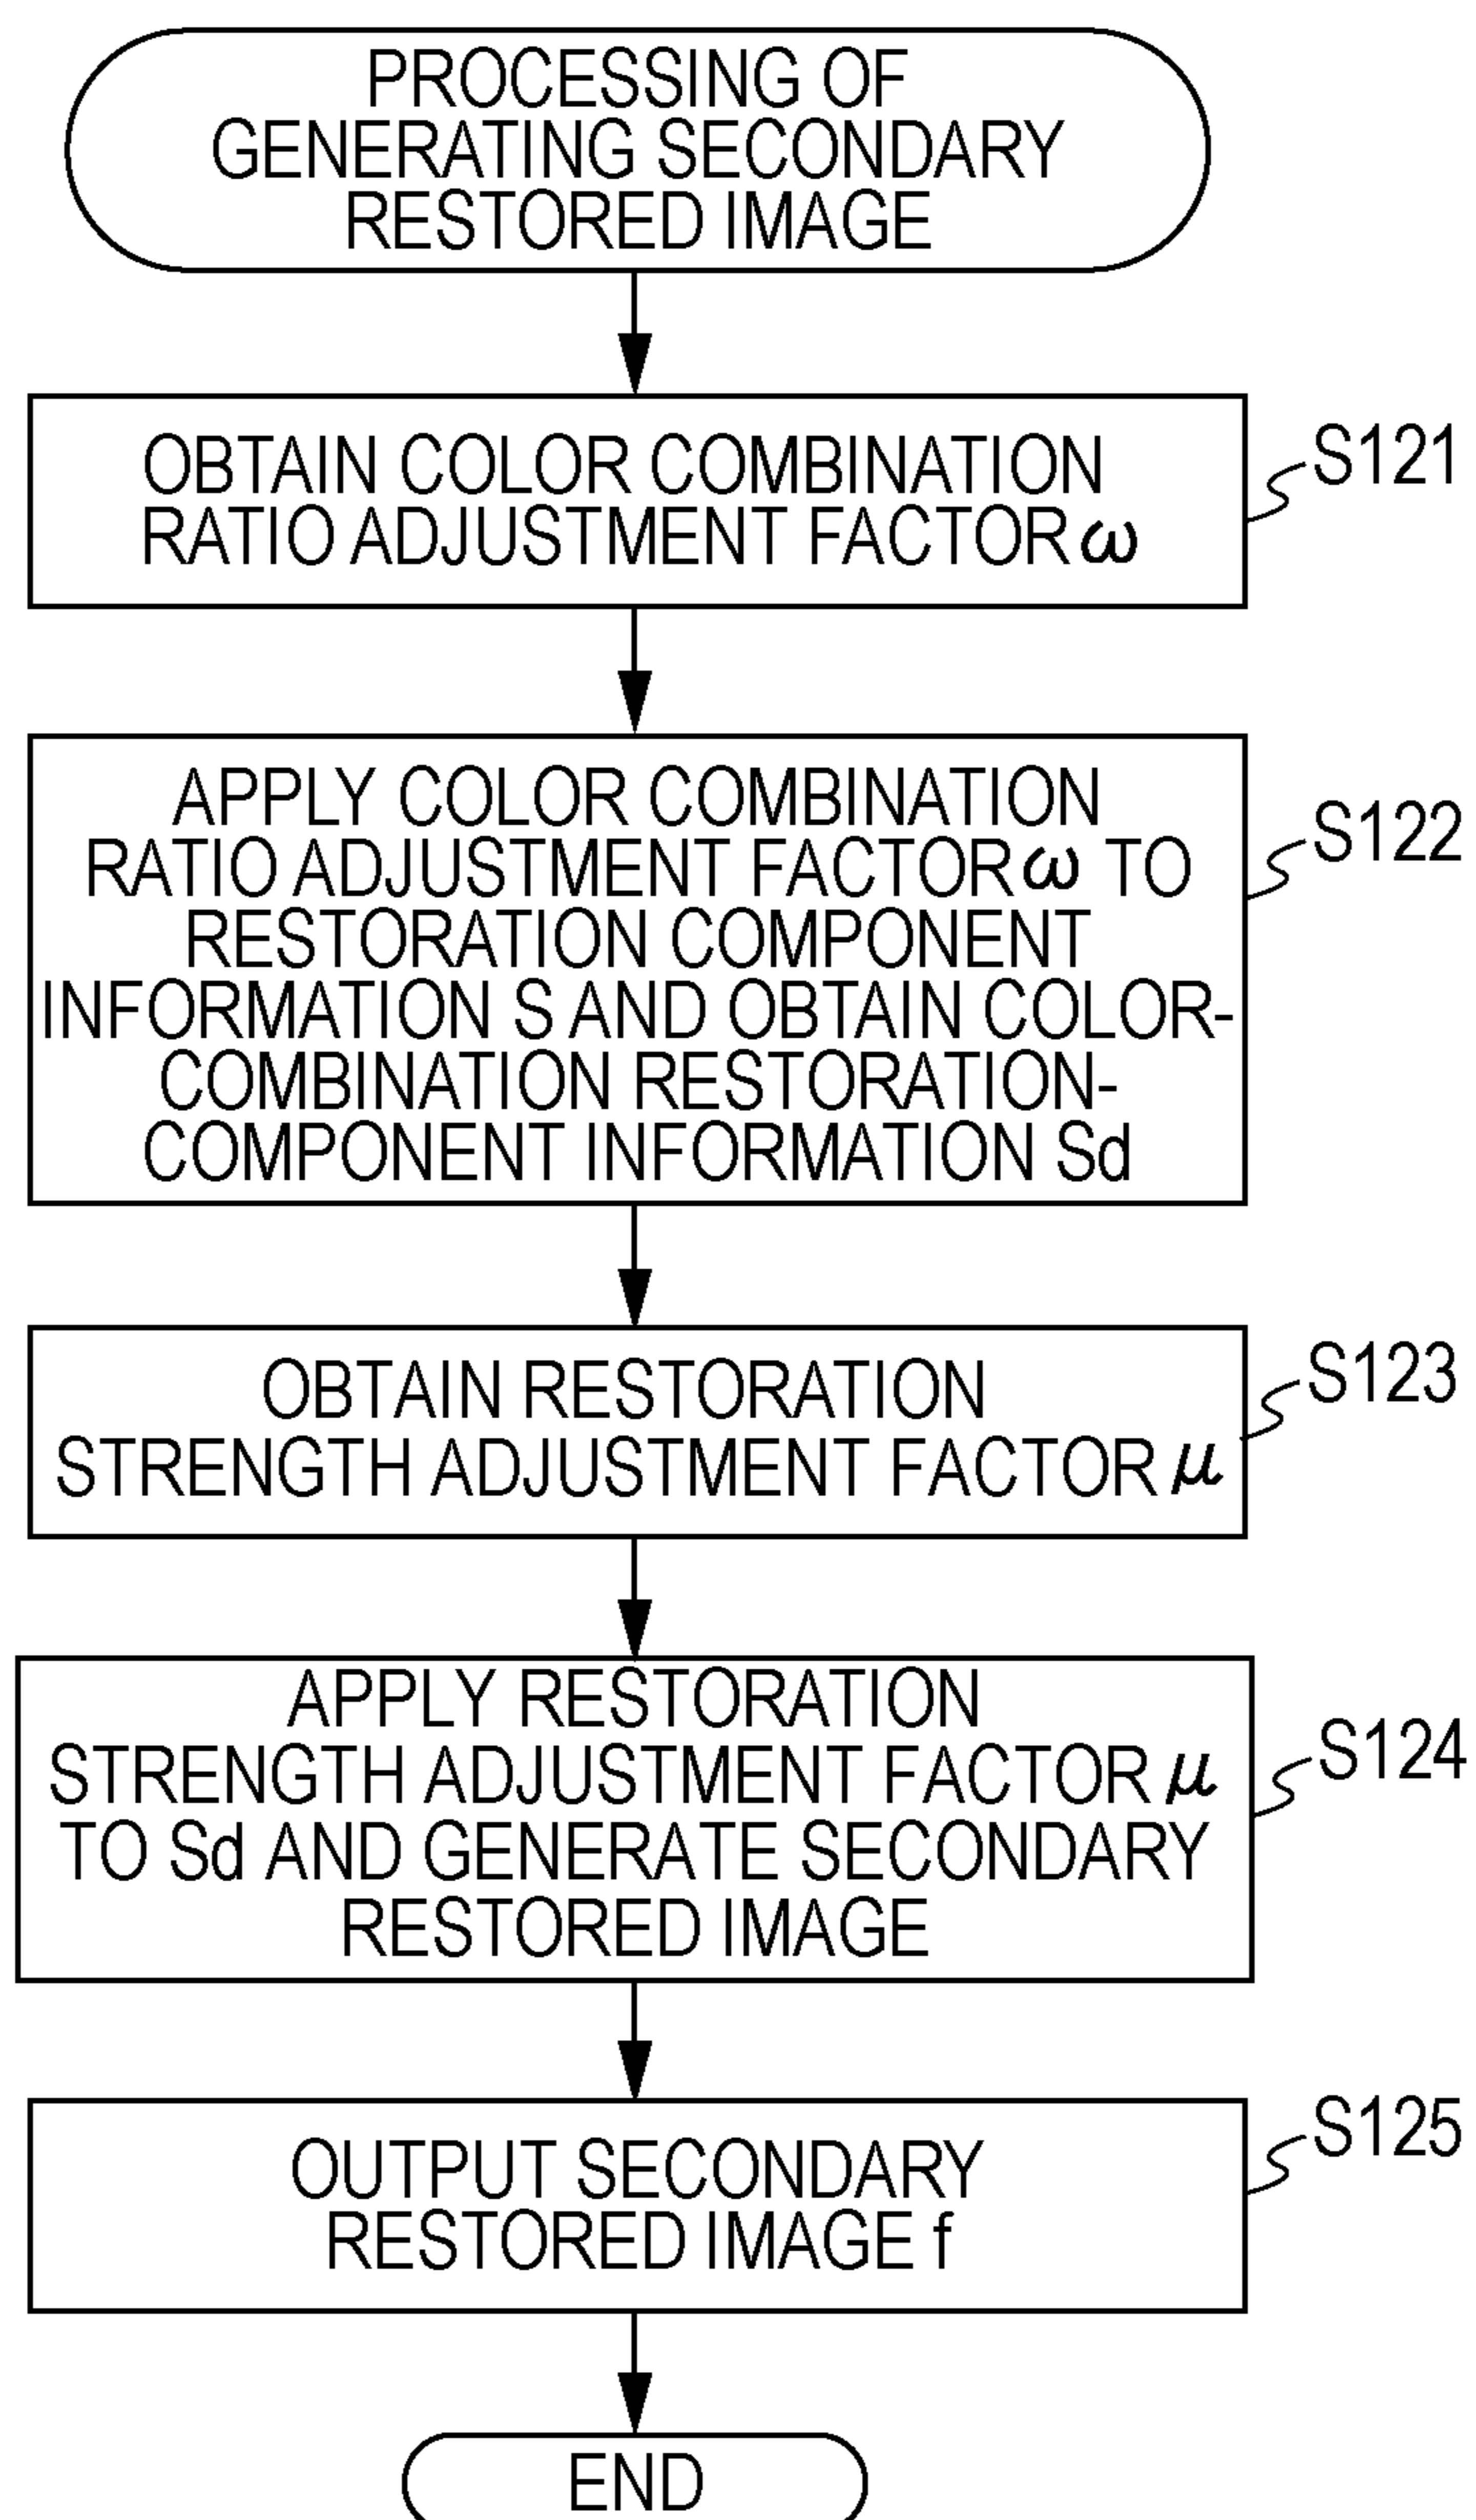 PROCESSING OF
GENERATING SECONDARY
RESTORED IMAGE
OBTAIN COLOR COMBINATION
RATIO ADJUSTMENT FACTOR ω
S121
APPLY COLOR COMBINATION
RATIO ADJUSTMENT FACTOR ω TO
RESTORATION COMPONENT
INFORMATION S AND OBTAIN COLOR-
COMBINATION RESTORATION-
COMPONENT INFORMATION Sd
S122
OBTAIN RESTORATION
STRENGTH ADJUSTMENT FACTOR μ
S123
APPLY RESTORATION
STRENGTH ADJUSTMENT FACTOR μ
TO Sd AND GENERATE SECONDARY
RESTORED IMAGE
S124
OUTPUT SECONDARY
RESTORED IMAGE f
S125
END